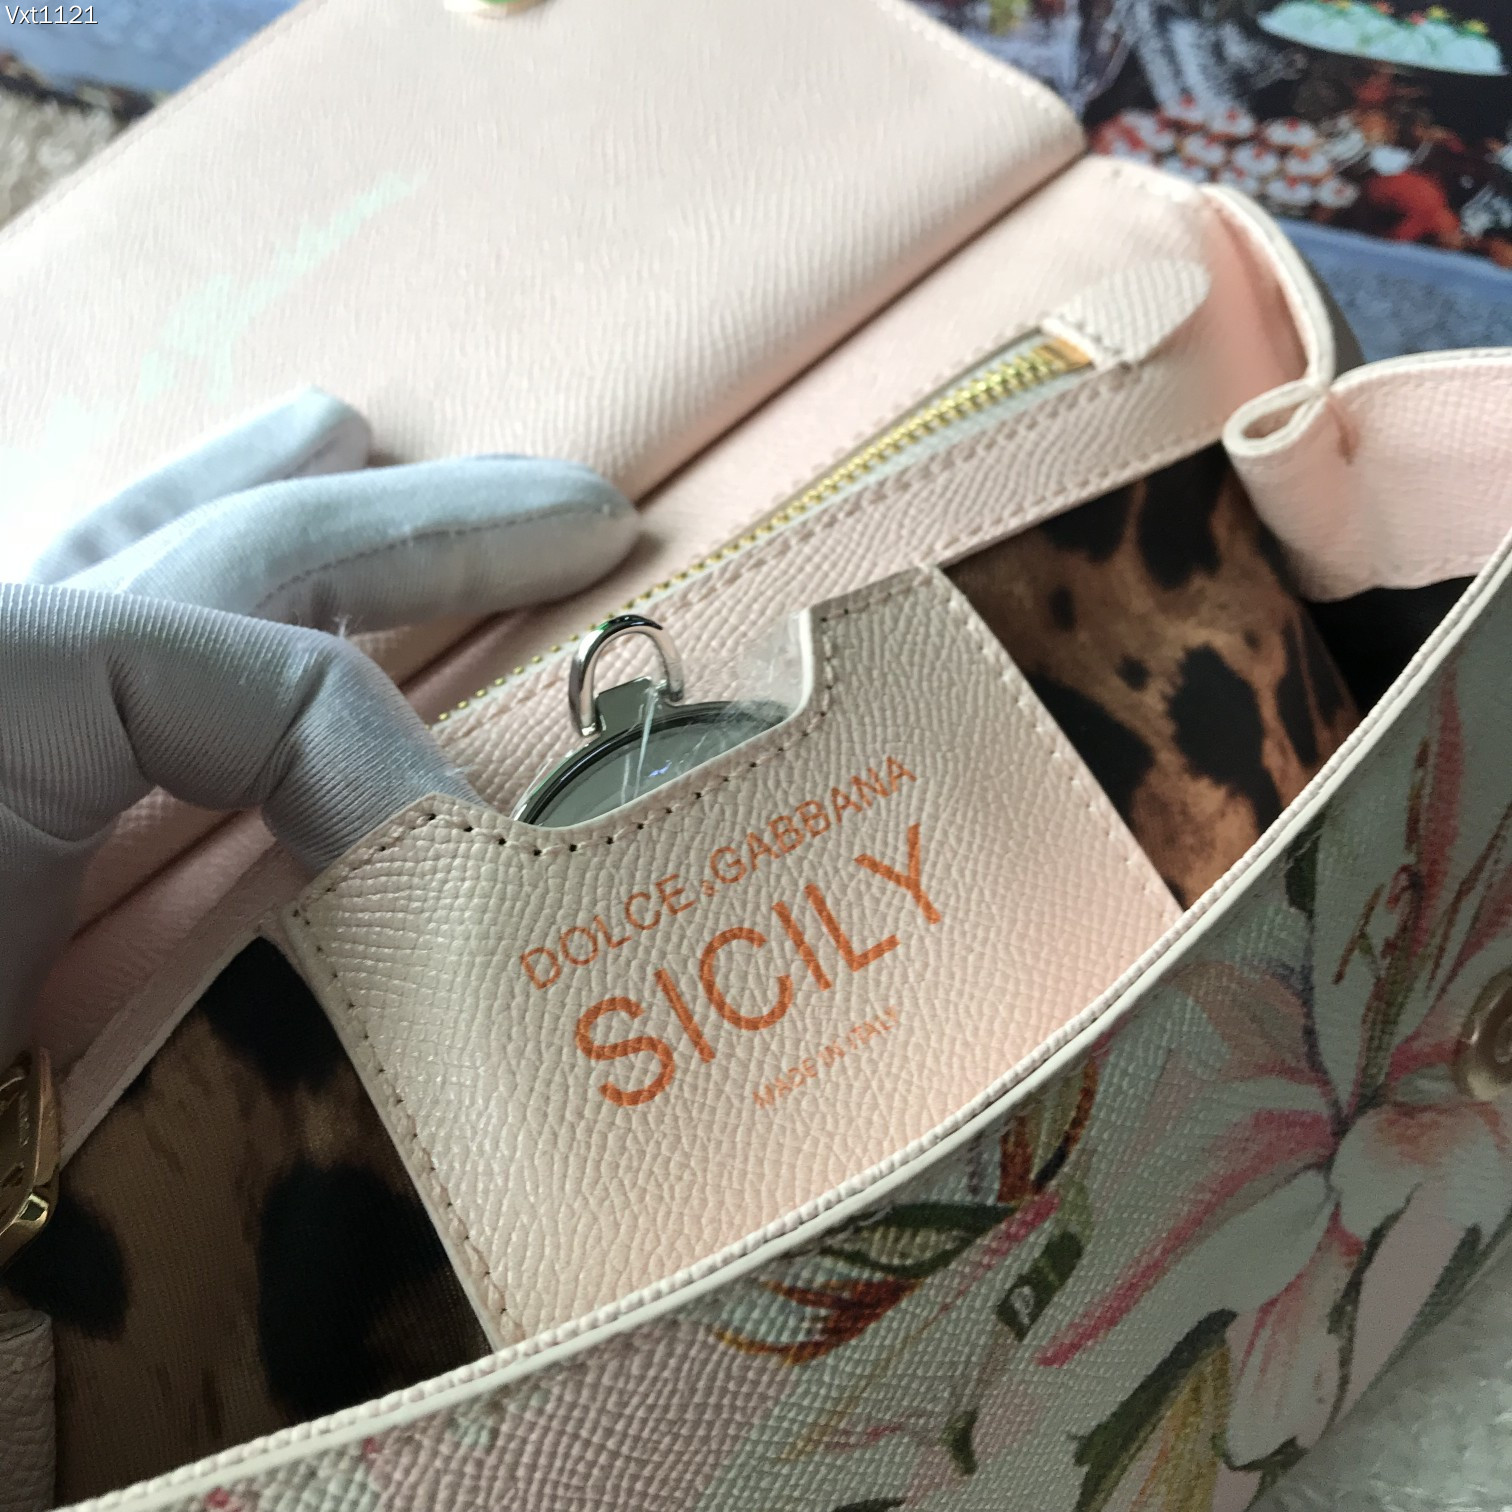 Vxt1121
DOLCE & GABBANA
SICILY
MADE IN ITALY